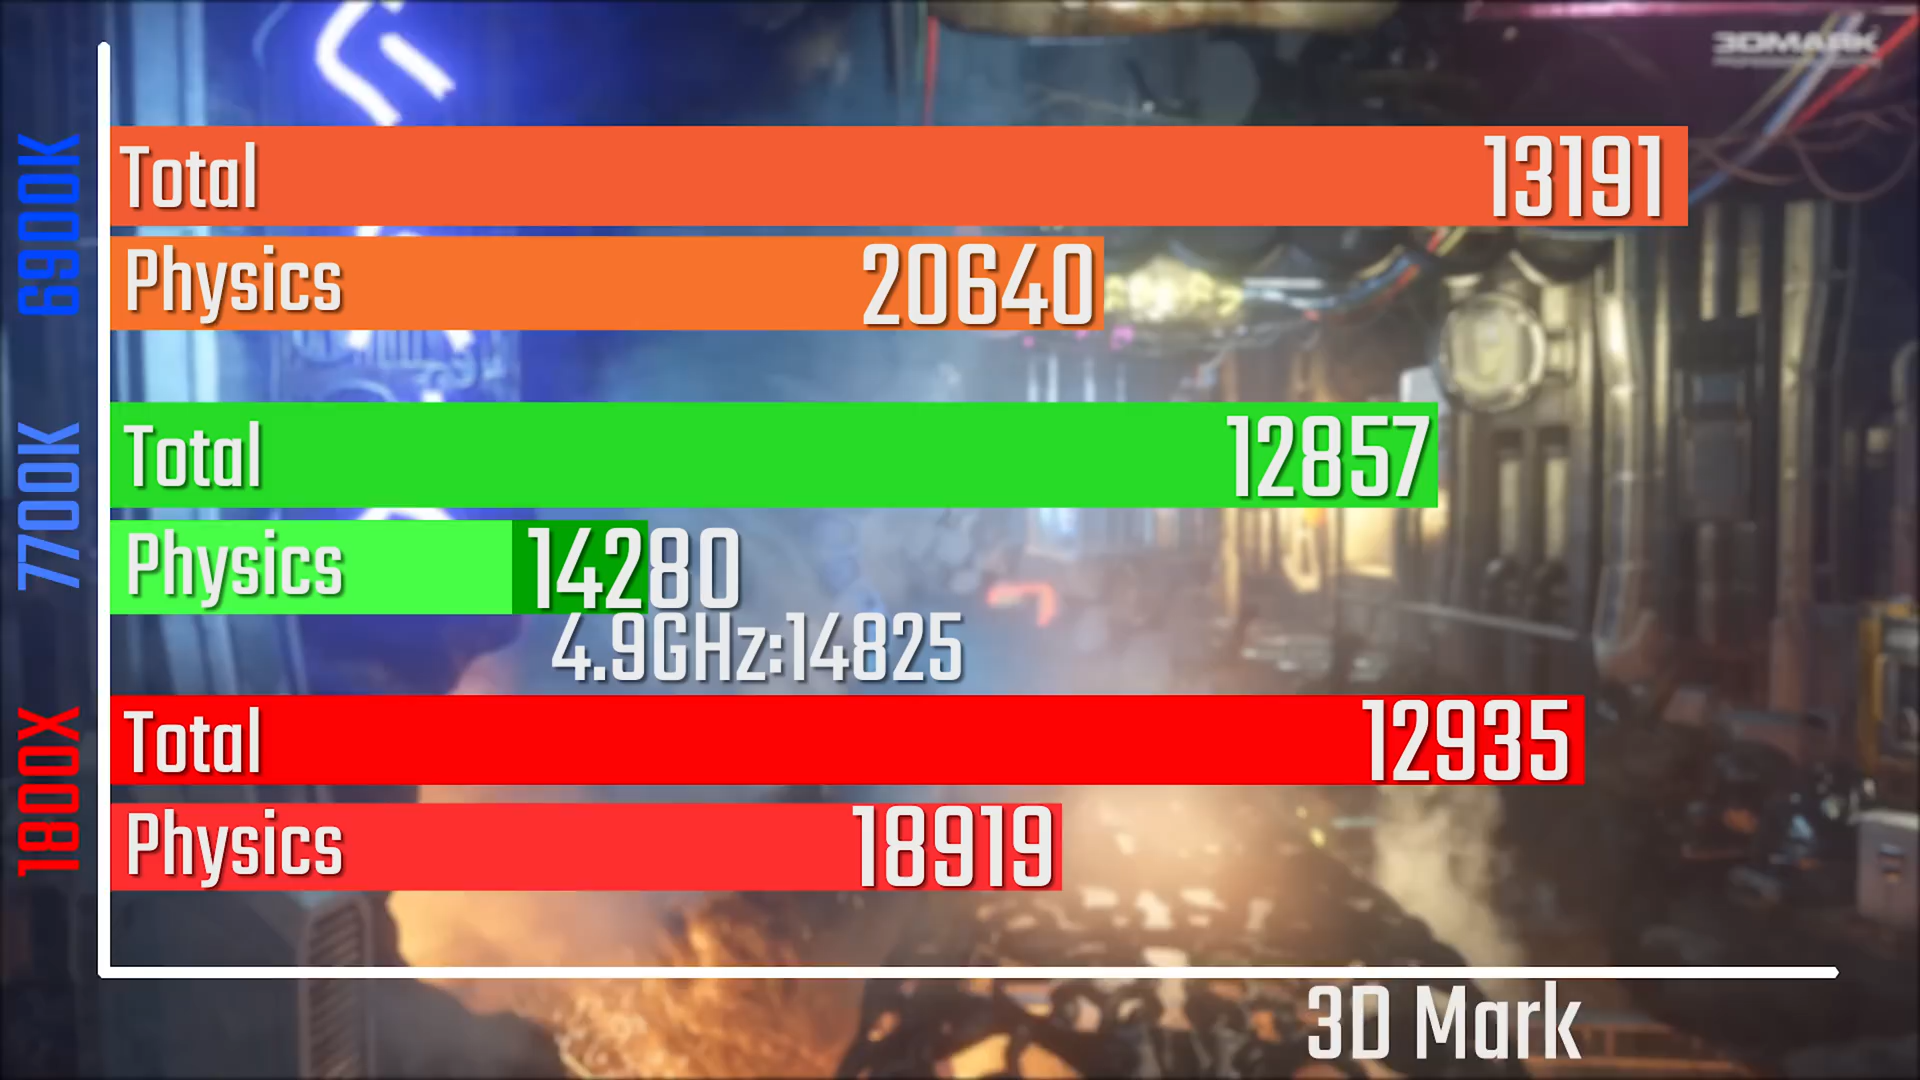 3DMARK
6900K
Total 13191
Physics 20640
7700K
Total 12857
Physics 14280
4.9GHz:14825
1800X
Total 12935
Physics 18919
3D Mark